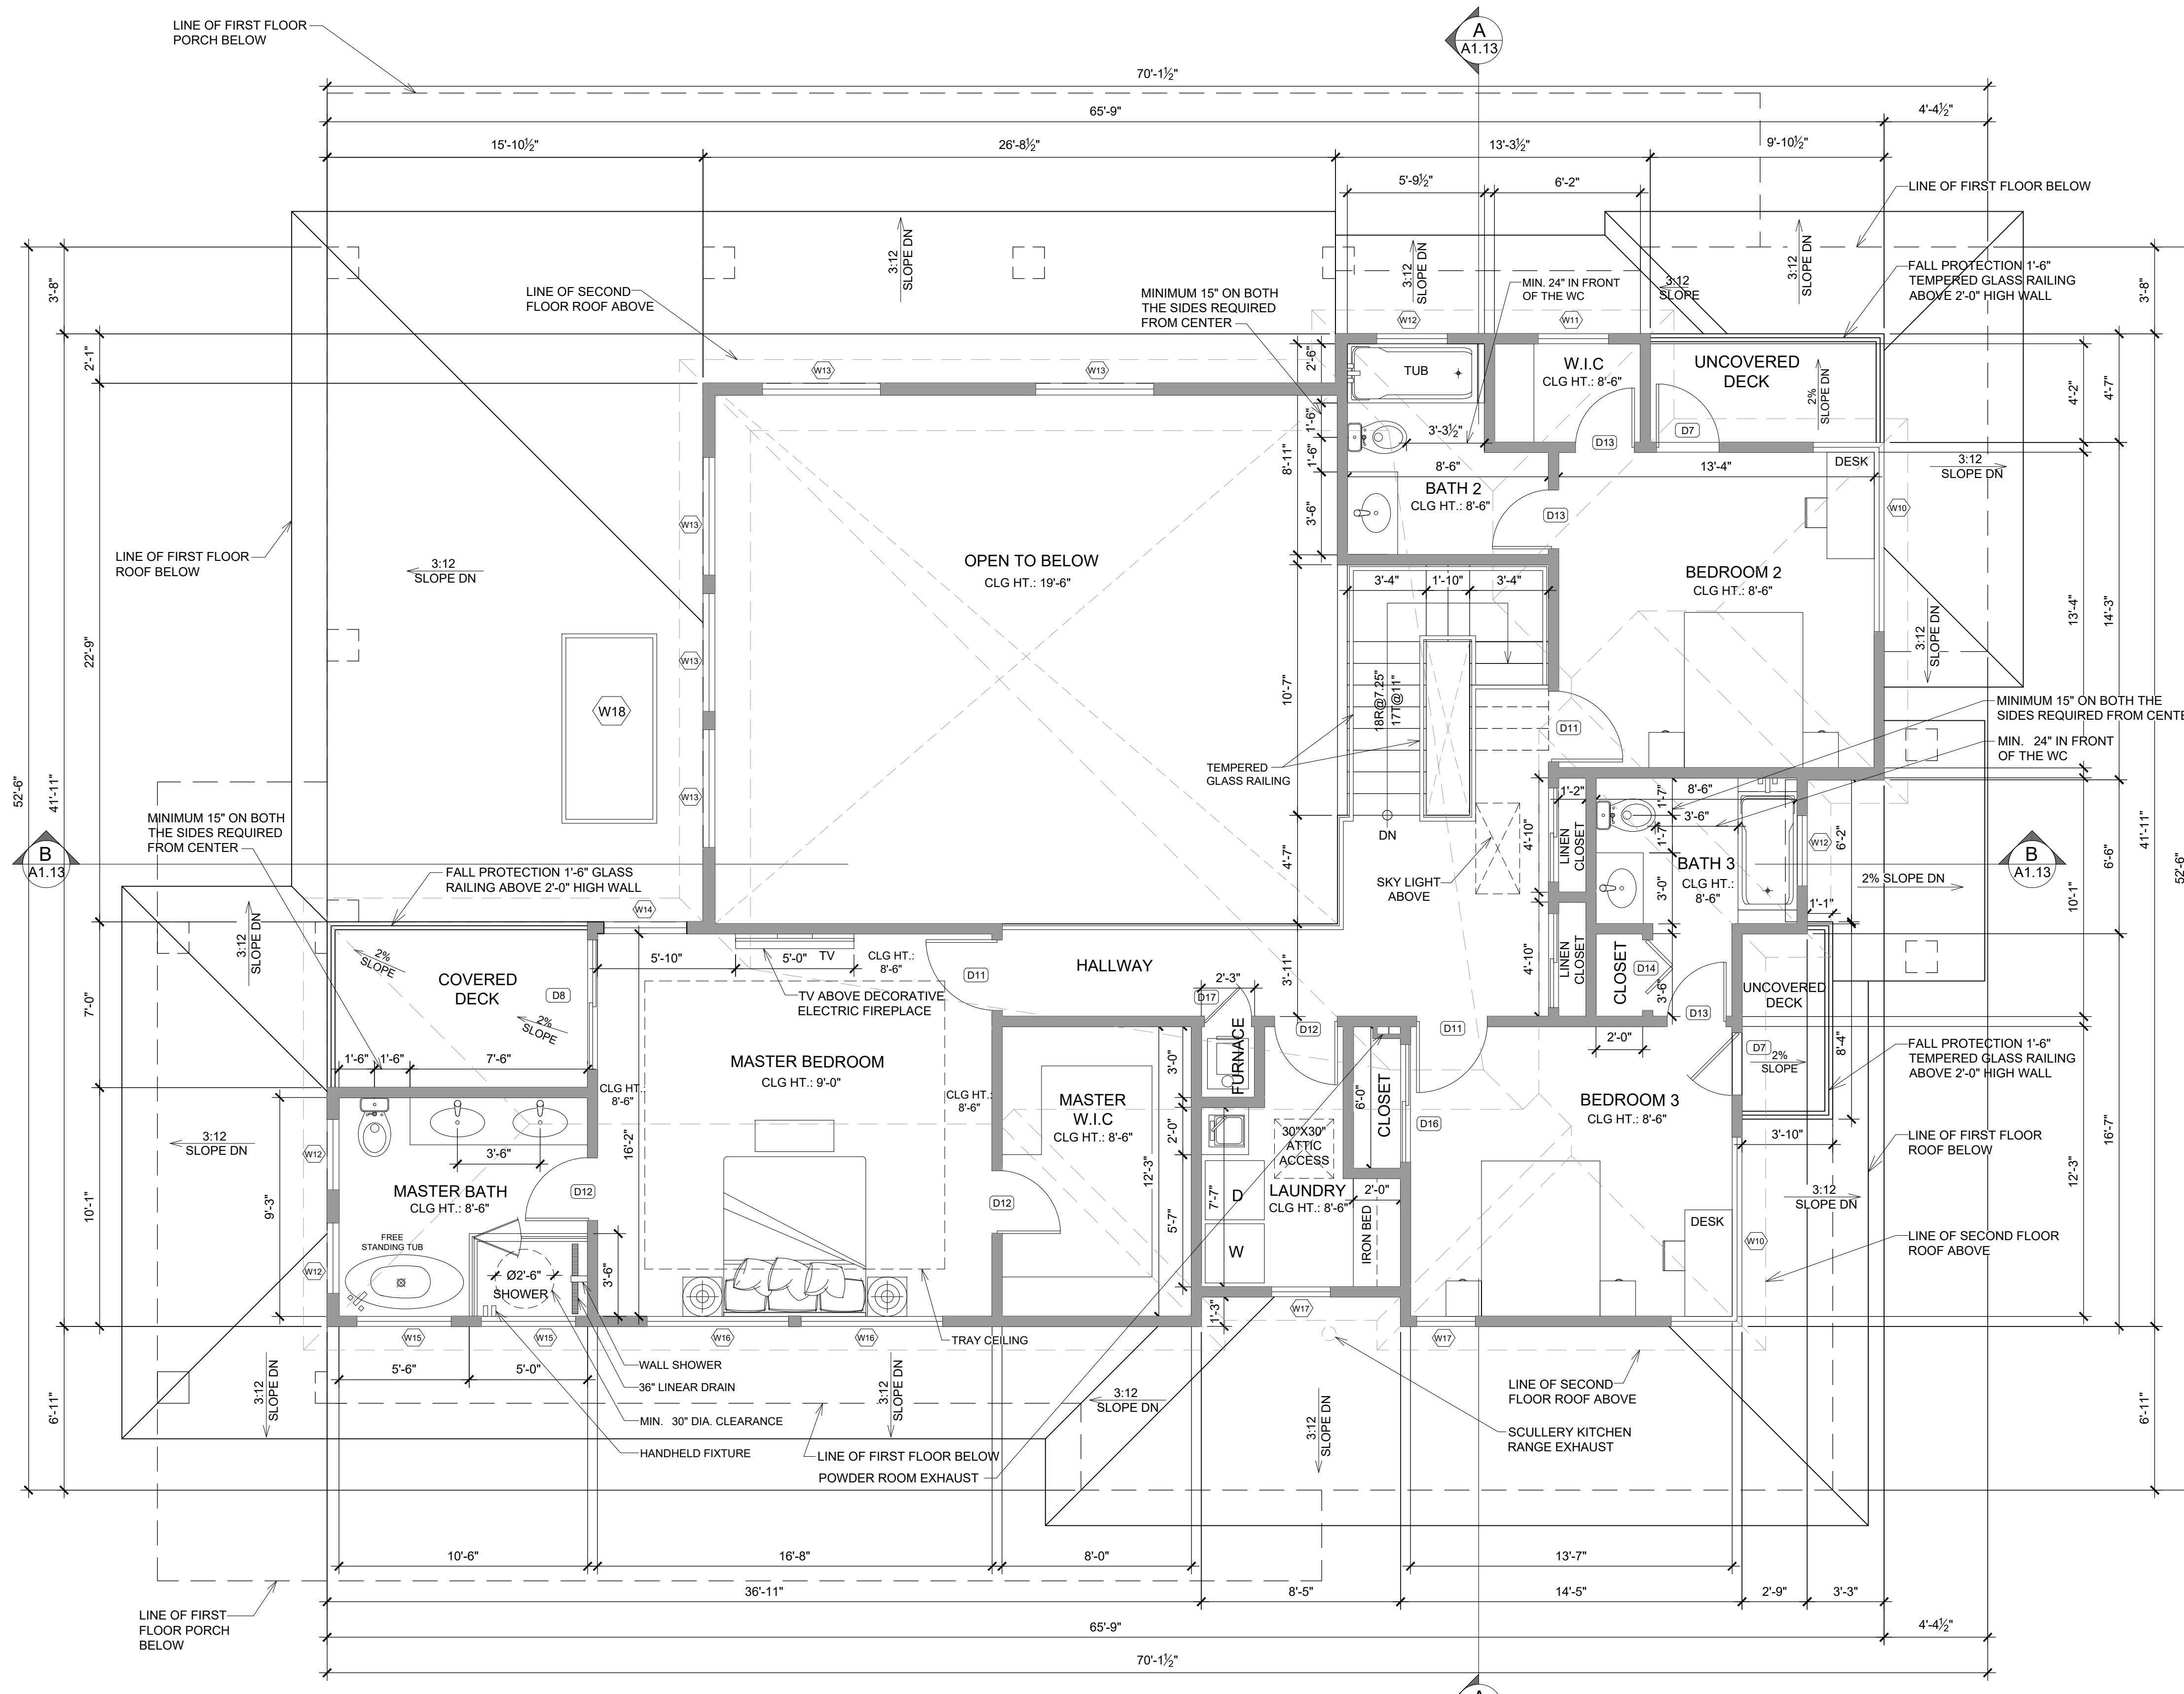 LINE OF FIRST FLOOR
PORCH BELOW
A
A1.13
70'-1½"
65'-9"
4'-4½"
15'-10½"
26'-8½"
13'-3½"
9'-10½"
5'-9½"
6'-2"
LINE OF FIRST FLOOR BELOW
3:12
SLOPE DN
3:12
SLOPE DN
3:12
SLOPE DN
3:12
SLOPE
FALL PROTECTION 1'-6"
TEMPERED GLASS RAILING
ABOVE 2'-0" HIGH WALL
LINE OF SECOND
FLOOR ROOF ABOVE
MINIMUM 15" ON BOTH
THE SIDES REQUIRED
FROM CENTER
MIN. 24" IN FRONT
OF THE WC
3'-8"
3'-8"
W12
W11
W13
W13
2'-1"
2'-6"
TUB
W.I.C
CLG HT.: 8'-6"
UNCOVERED
DECK
2%
SLOPE DN
4'-2"
4'-7"
1'-6"
1'-6"
8'-11"
3'-6"
3'-3½"
D13
D7
8'-6"
13'-4"
DESK
3:12
SLOPE DN
BATH 2
CLG HT.: 8'-6"
D13
W10
W13
LINE OF FIRST FLOOR
ROOF BELOW
3:12
SLOPE DN
OPEN TO BELOW
CLG HT.: 19'-6"
3'-4"
1'-10"
3'-4"
BEDROOM 2
CLG HT.: 8'-6"
13'-4"
14'-3"
3:12
SLOPE DN
22'-9"
W13
W18
10'-7"
18R@7.25"
17T@11"
D11
MINIMUM 15" ON BOTH THE
SIDES REQUIRED FROM CENTE
MIN. 24" IN FRONT
OF THE WC
TEMPERED
GLASS RAILING
52'-6"
41'-11"
W13
MINIMUM 15" ON BOTH
THE SIDES REQUIRED
FROM CENTER
DN
1'-2"
1'-7"
8'-6"
3'-6"
1'-7"
4'-10"
LINEN
CLOSET
BATH 3
CLG HT.:
8'-6"
3'-0"
W12
6'-2"
6'-6"
41'-11"
52'-6"
10'-1"
B
A1.13
B
A1.13
4'-7"
SKY LIGHT
ABOVE
2% SLOPE DN
1'-1"
FALL PROTECTION 1'-6" GLASS
RAILING ABOVE 2'-0" HIGH WALL
W14
3:12
SLOPE DN
2%
SLOPE
COVERED
DECK
D8
2%
SLOPE
5'-10"
5'-0"
TV
CLG HT.:
8'-6"
D11
HALLWAY
3'-11"
4'-10"
LINEN
CLOSET
CLOSET
D14
3'-6"
UNCOVERED
DECK
TV ABOVE DECORATIVE
ELECTRIC FIREPLACE
2'-3"
D17
D12
D11
D13
2'-0"
D7
2%
SLOPE
8'-4"
7'-0"
1'-6"
1'-6"
7'-6"
MASTER BEDROOM
CLG HT.: 9'-0"
CLG HT.:
8'-6"
CLG HT.:
8'-6"
FURNACE
3'-0"
FALL PROTECTION 1'-6"
TEMPERED GLASS RAILING
ABOVE 2'-0" HIGH WALL
MASTER
W.I.C
CLG HT.: 8'-6"
2'-0"
12'-3"
5'-7"
6'-0"
CLOSET
D16
BEDROOM 3
CLG HT.: 8'-6"
3'-10"
30"X30"
ATTIC
ACCESS
LINE OF FIRST FLOOR
ROOF BELOW
3:12
SLOPE DN
W12
3'-6"
16'-2"
MASTER BATH
CLG HT.: 8'-6"
D12
D12
7'-7"
D
LAUNDRY
CLG HT.: 8'-6"
2'-0"
IRON BED
W
DESK
3:12
SLOPE DN
12'-3"
16'-7"
10'-1"
9'-3"
FREE
STANDING TUB
W12
Ø2'-6"
SHOWER
3'-6"
W10
LINE OF SECOND FLOOR
ROOF ABOVE
1'-3"
W17
W15
W15
W16
W16
TRAY CEILING
W17
5'-6"
5'-0"
WALL SHOWER
36" LINEAR DRAIN
MIN. 30" DIA. CLEARANCE
HANDHELD FIXTURE
3:12
SLOPE DN
3:12
SLOPE DN
3:12
SLOPE DN
3:12
SLOPE DN
LINE OF SECOND
FLOOR ROOF ABOVE
SCULLERY KITCHEN
RANGE EXHAUST
6'-11"
6'-11"
LINE OF FIRST FLOOR BELOW
POWDER ROOM EXHAUST
10'-6"
16'-8"
8'-0"
13'-7"
36'-11"
8'-5"
14'-5"
2'-9"
3'-3"
LINE OF FIRST
FLOOR PORCH
BELOW
65'-9"
4'-4½"
70'-1½"